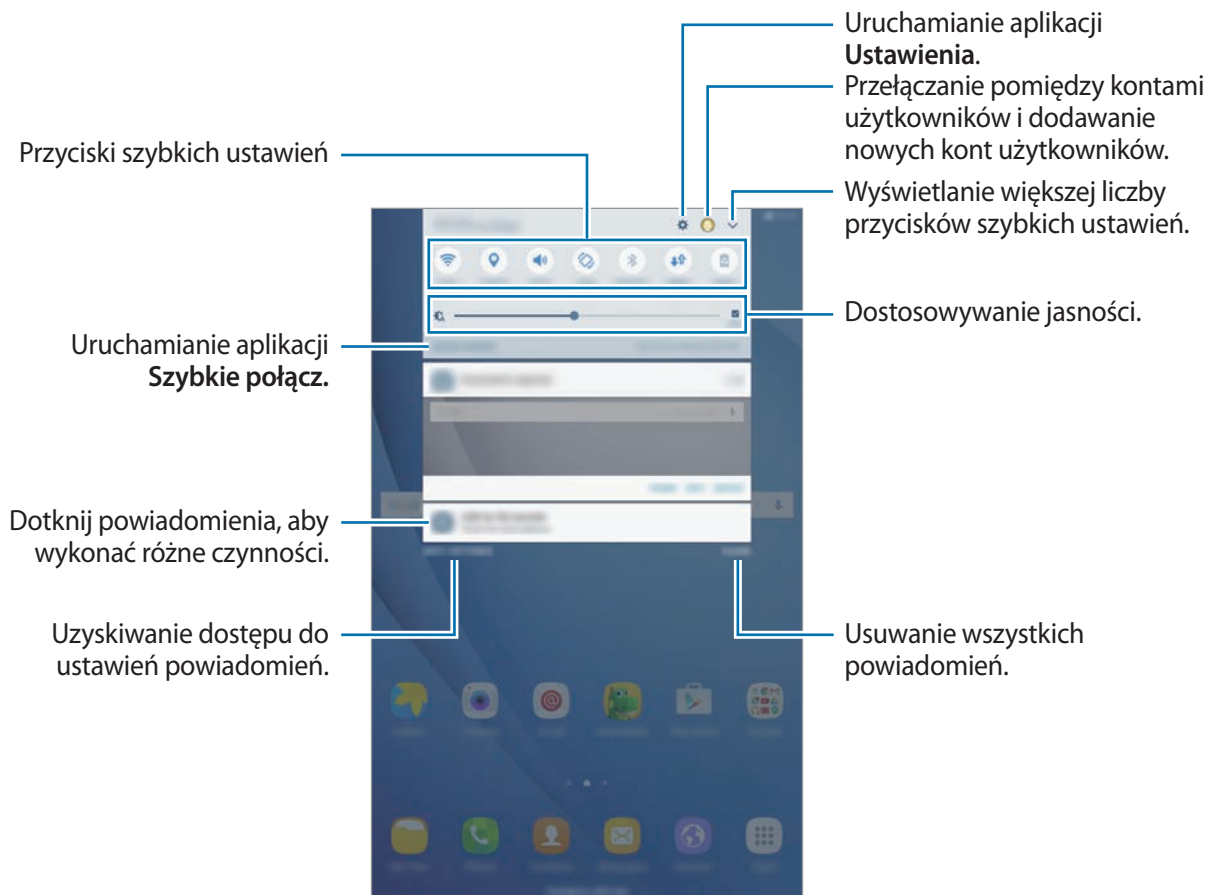 Uruchamianie aplikacji
Ustawienia.
Przełączanie pomiędzy kontami
użytkowników i dodawanie
nowych kont użytkowników.
Przyciski szybkich ustawień
Wyświetlanie większej liczby
przycisków szybkich ustawień.
Dostosowywanie jasności.
Uruchamianie aplikacji
Szybkie połącz.
Dotknij powiadomienia, aby
wykonać różne czynności.
Uzyskiwanie dostępu do
ustawień powiadomień.
Usuwanie wszystkich
powiadomień.